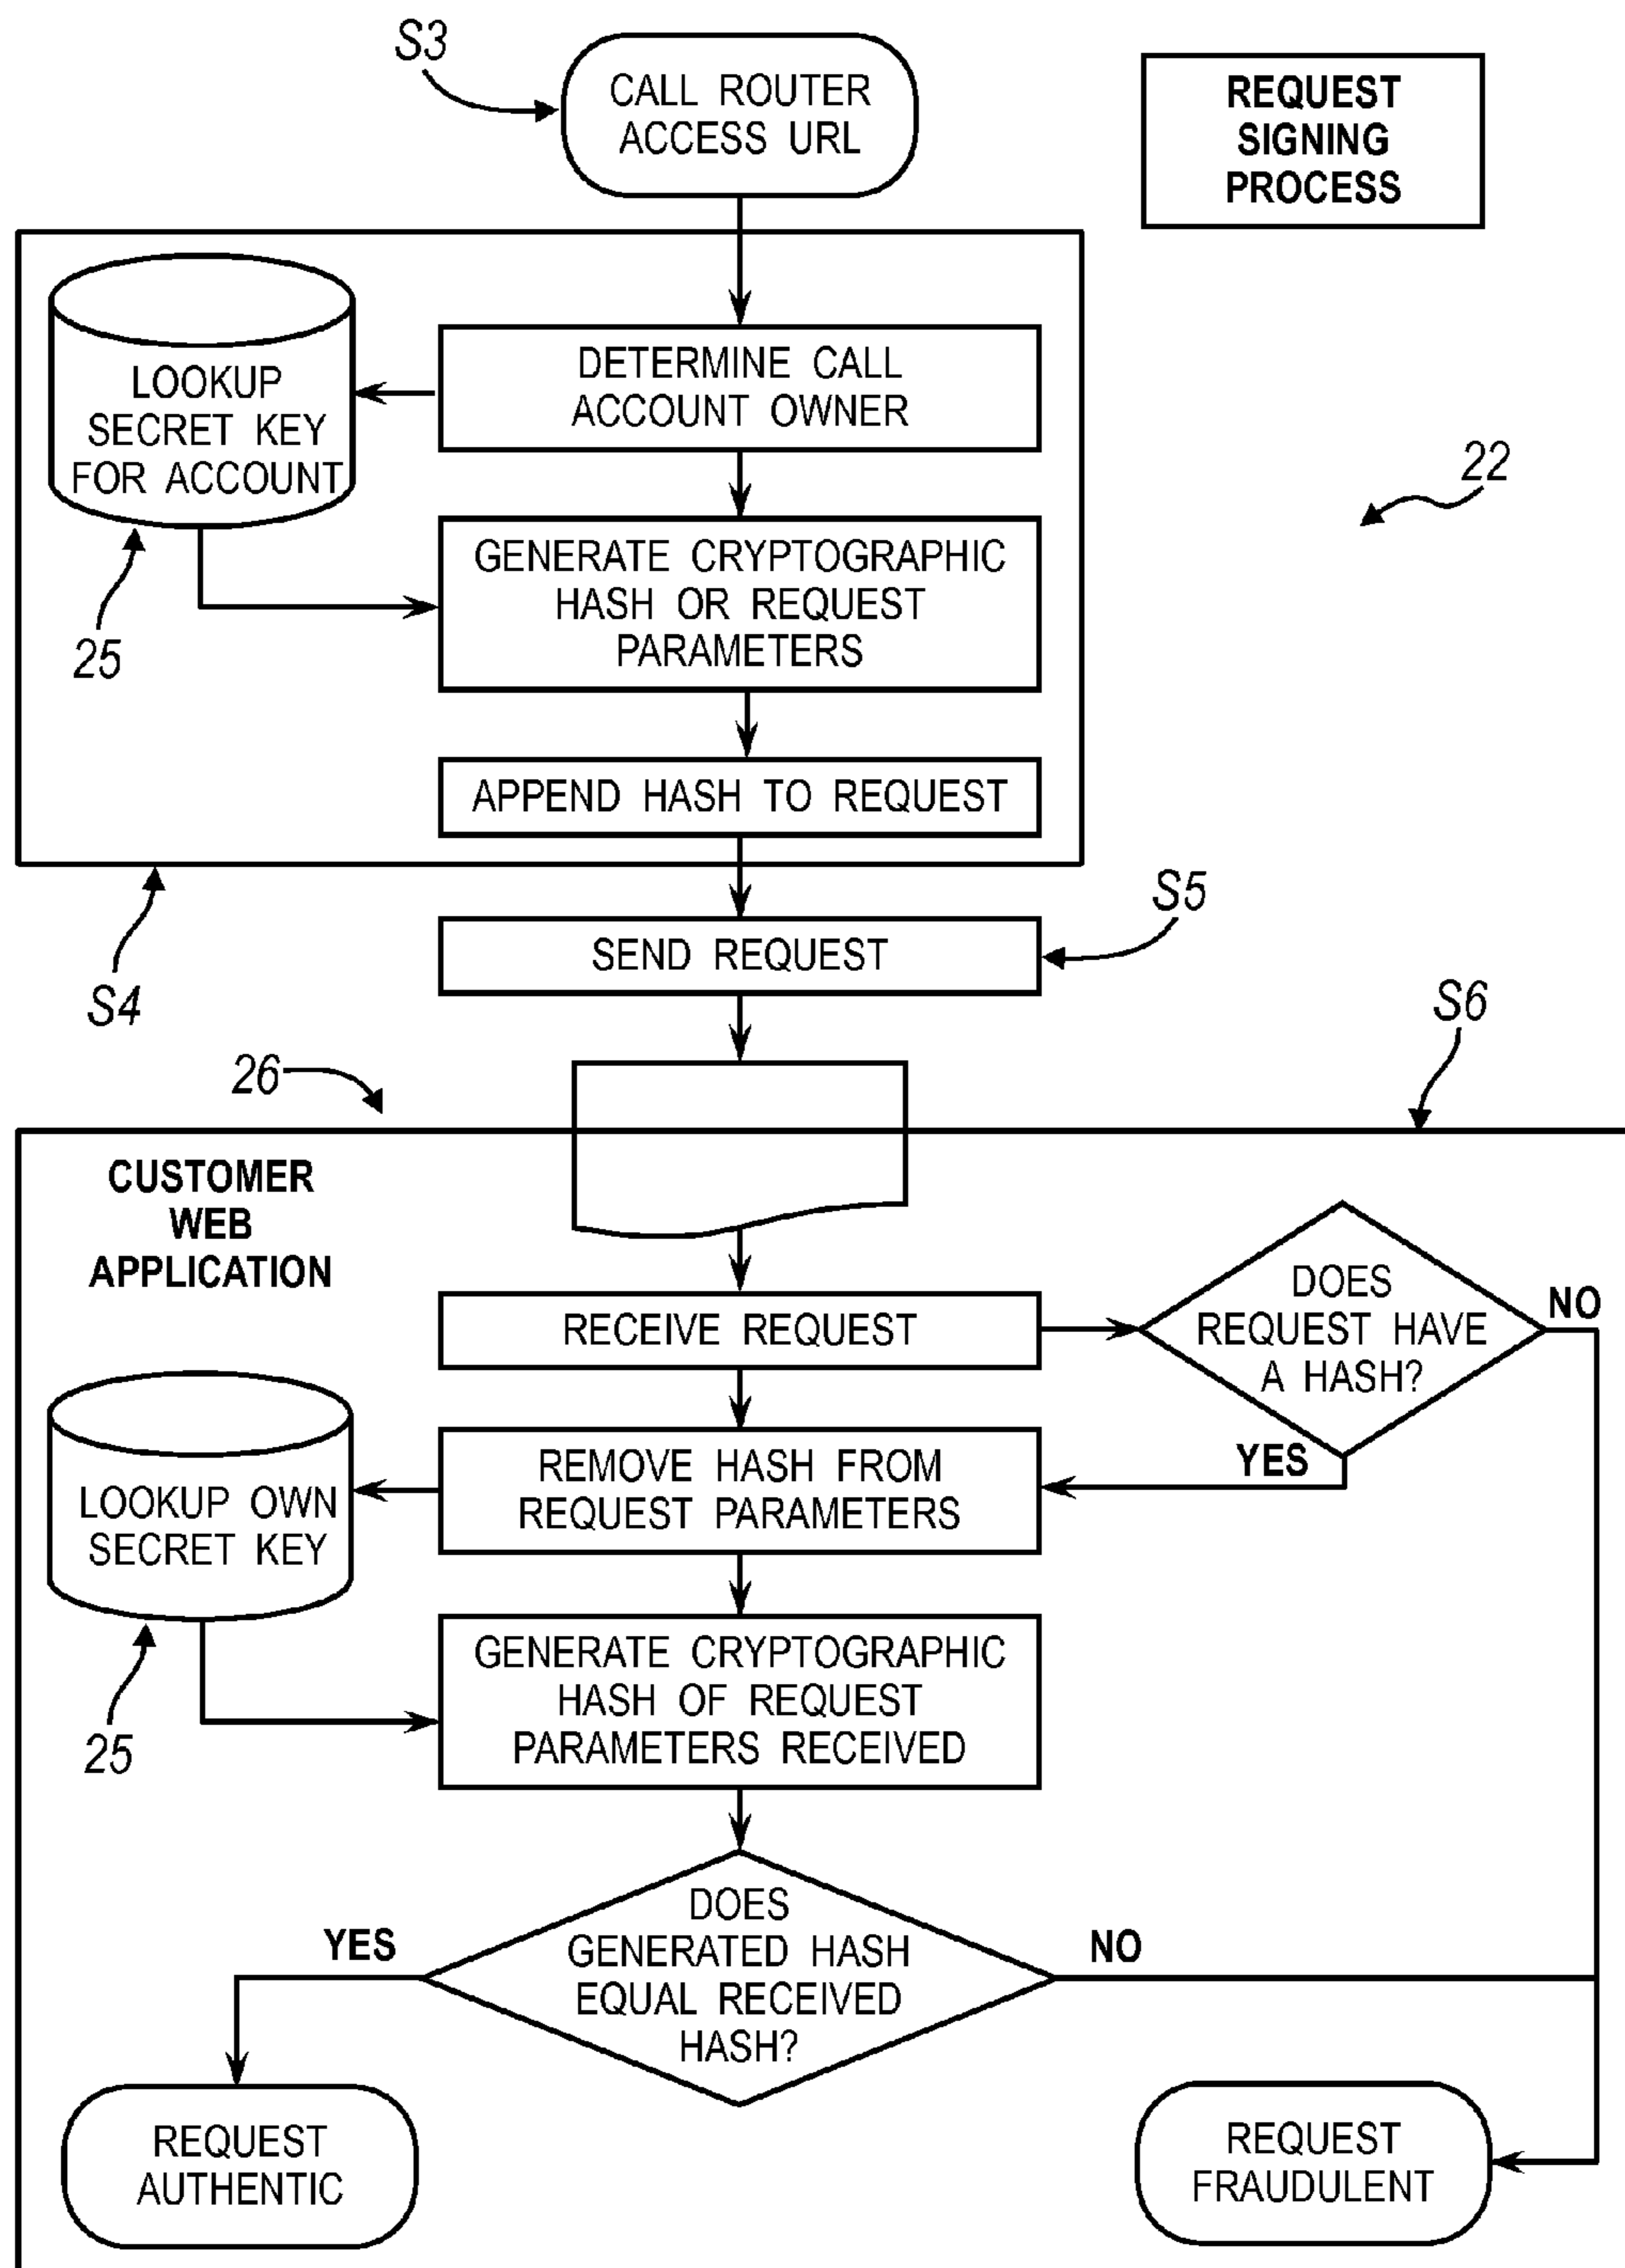 S3
CALL ROUTER
ACCESS URL
REQUEST
SIGNING
PROCESS
LOOKUP
SECRET KEY
FOR ACCOUNT
DETERMINE CALL
ACCOUNT OWNER
22
GENERATE CRYPTOGRAPHIC
HASH OR REQUEST
PARAMETERS
25
APPEND HASH TO REQUEST
S4
SEND REQUEST
S5
26
S6
CUSTOMER
WEB
APPLICATION
RECEIVE REQUEST
DOES
REQUEST HAVE
A HASH?
NO
YES
REMOVE HASH FROM
REQUEST PARAMETERS
LOOKUP OWN
SECRET KEY
25
GENERATE CRYPTOGRAPHIC
HASH OF REQUEST
PARAMETERS RECEIVED
DOES
GENERATED HASH
EQUAL RECEIVED
HASH?
YES
NO
REQUEST
AUTHENTIC
REQUEST
FRAUDULENT